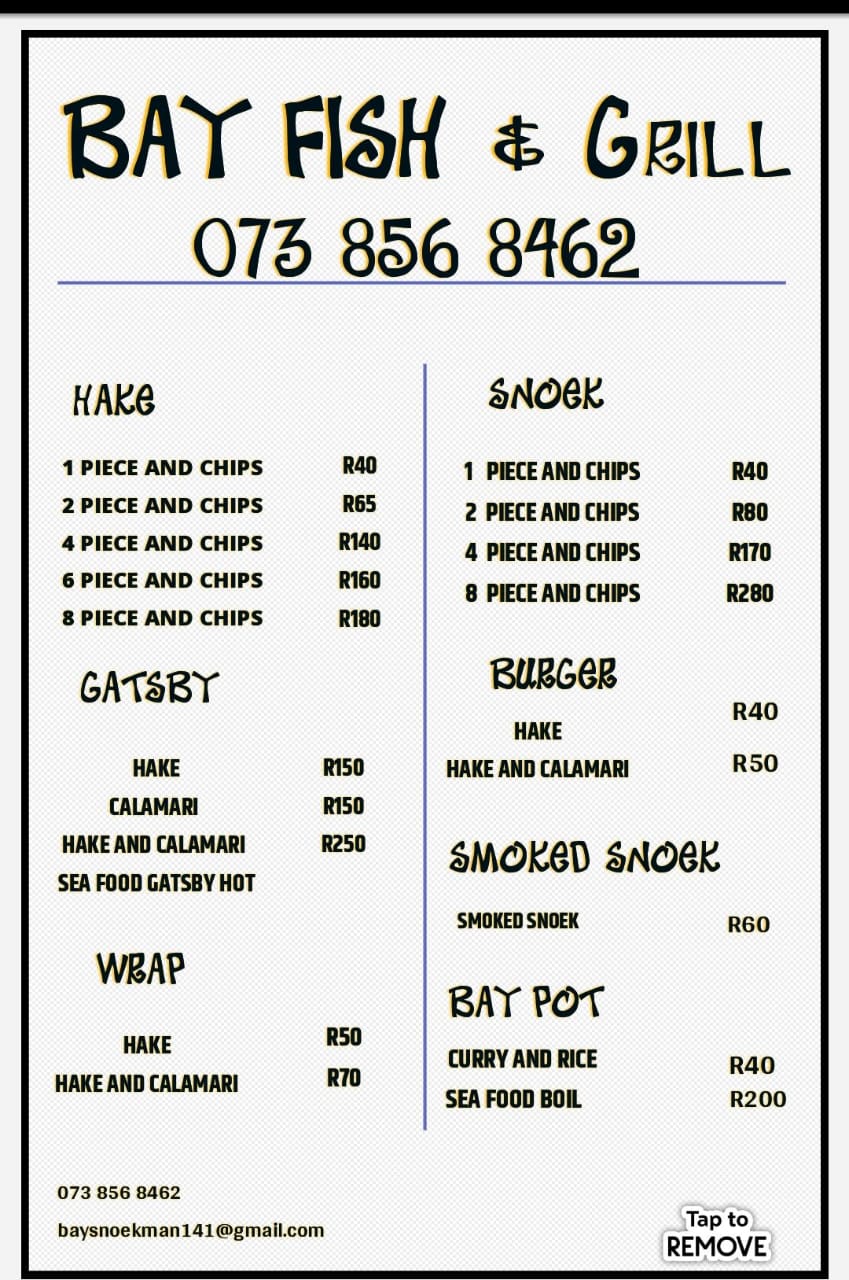 BAY FISH & GRILL
073 856 8462
HAKE
1 PIECE AND CHIPS R40
2 PIECE AND CHIPS R65
4 PIECE AND CHIPS R140
6 PIECE AND CHIPS R160
8 PIECE AND CHIPS R180
GATSBY
HAKE R150
CALAMARI R150
HAKE AND CALAMARI R250
SEA FOOD GATSBY HOT
WRAP
HAKE R50
HAKE AND CALAMARI R70
SNOEK
1 PIECE AND CHIPS R40
2 PIECE AND CHIPS R80
4 PIECE AND CHIPS R170
8 PIECE AND CHIPS R280
BURGER
HAKE R40
HAKE AND CALAMARI R50
SMOKED SNOEK
SMOKED SNOEK R60
BAY POT
CURRY AND RICE R40
SEA FOOD BOIL R200
073 856 8462
baysnoekman141@gmail.com
Tap to
REMOVE